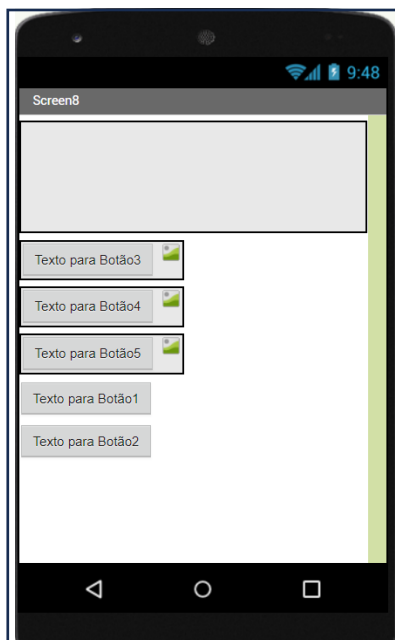 9:48
Screen8
Texto para Botão3
Texto para Botão4
Texto para Botão5
Texto para Botão1
Texto para Botão2